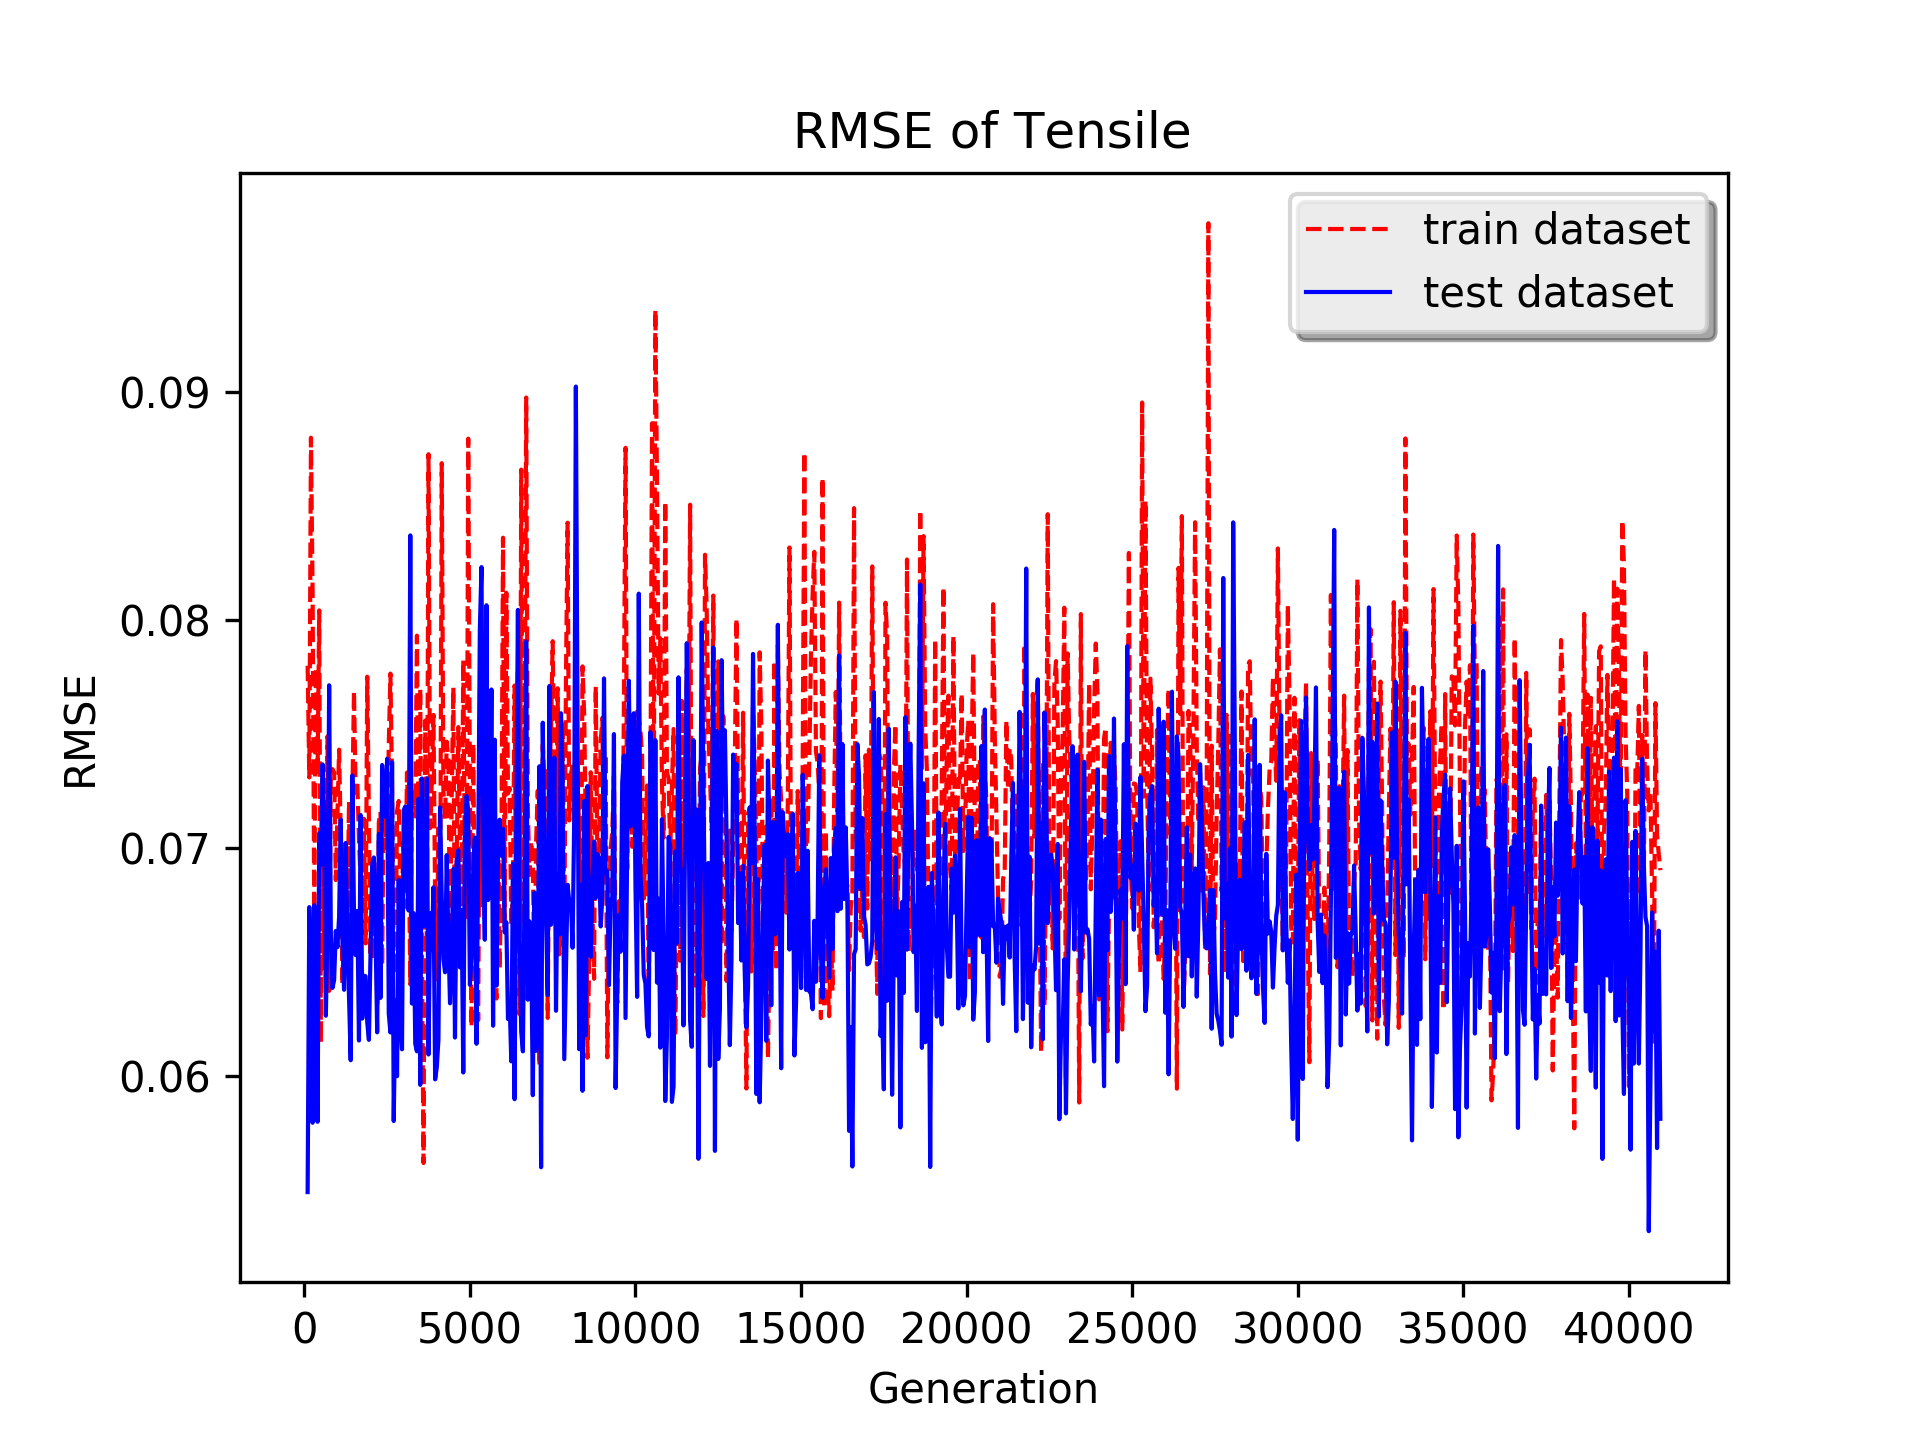 RMSE of Tensile
train dataset
test dataset
RMSE
0.09
0.08
0.07
0.06
0 5000 10000 15000 20000 25000 30000 35000 40000
Generation